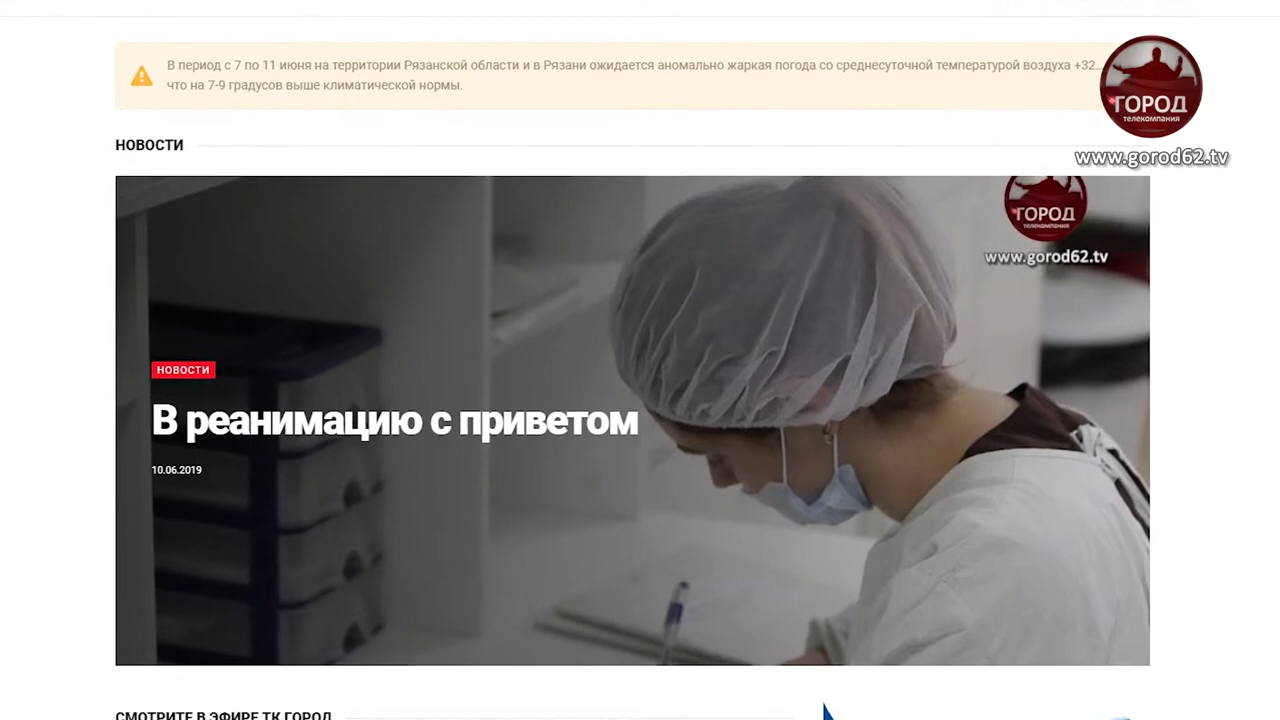 В период с 7 по 11 июня на территории Рязанской области и в Рязани ожидается аномально жаркая погода со среднесуточной температурой воздуха +32...
что на 7-9 градусов выше климатической нормы.
ГОРОД
телекомпания
www.gorod62.tv
НОВОСТИ
ГОРОД
телекомпания
www.gorod62.tv
НОВОСТИ
В реанимацию с приветом
10.06.2019
СМОТРИТЕ В ЭФИРЕ ТК ГОРОД